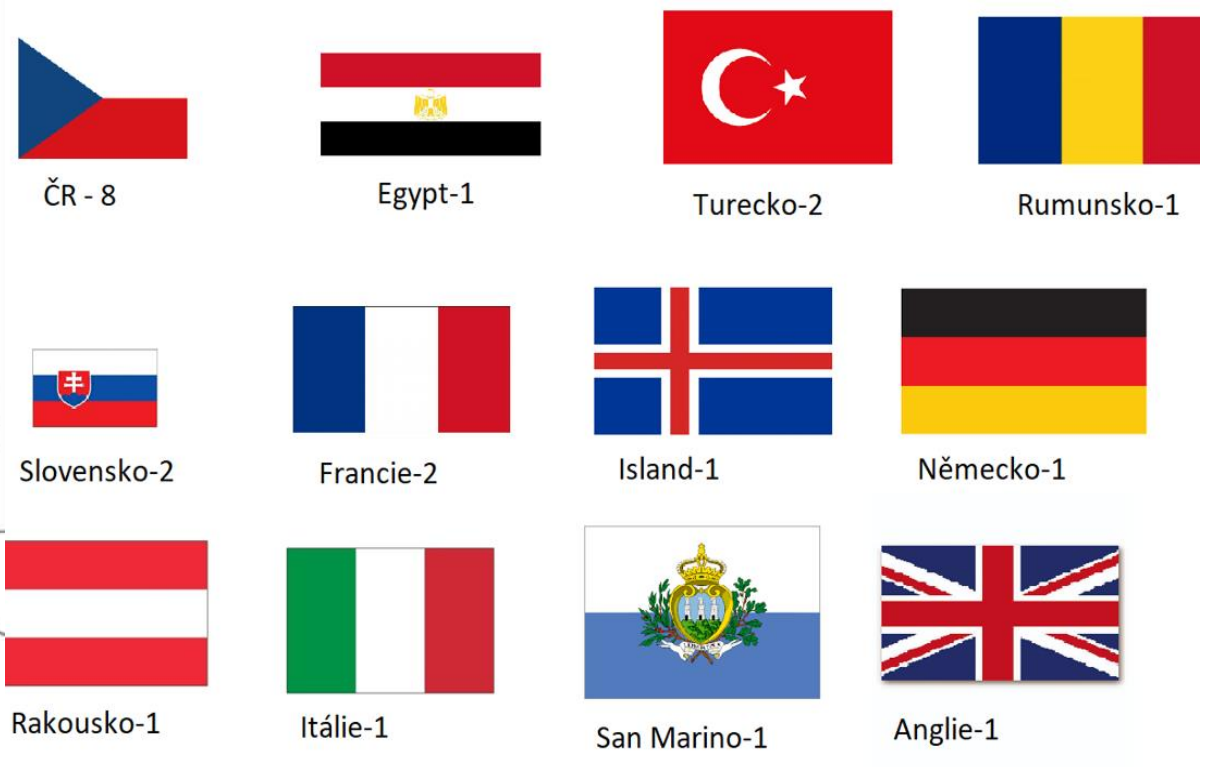 ČR - 8
Egypt-1
Turecko-2
Rumunsko-1
Slovensko-2
Francie-2
Island-1
Německo-1
Rakousko-1
Itálie-1
San Marino-1
Anglie-1